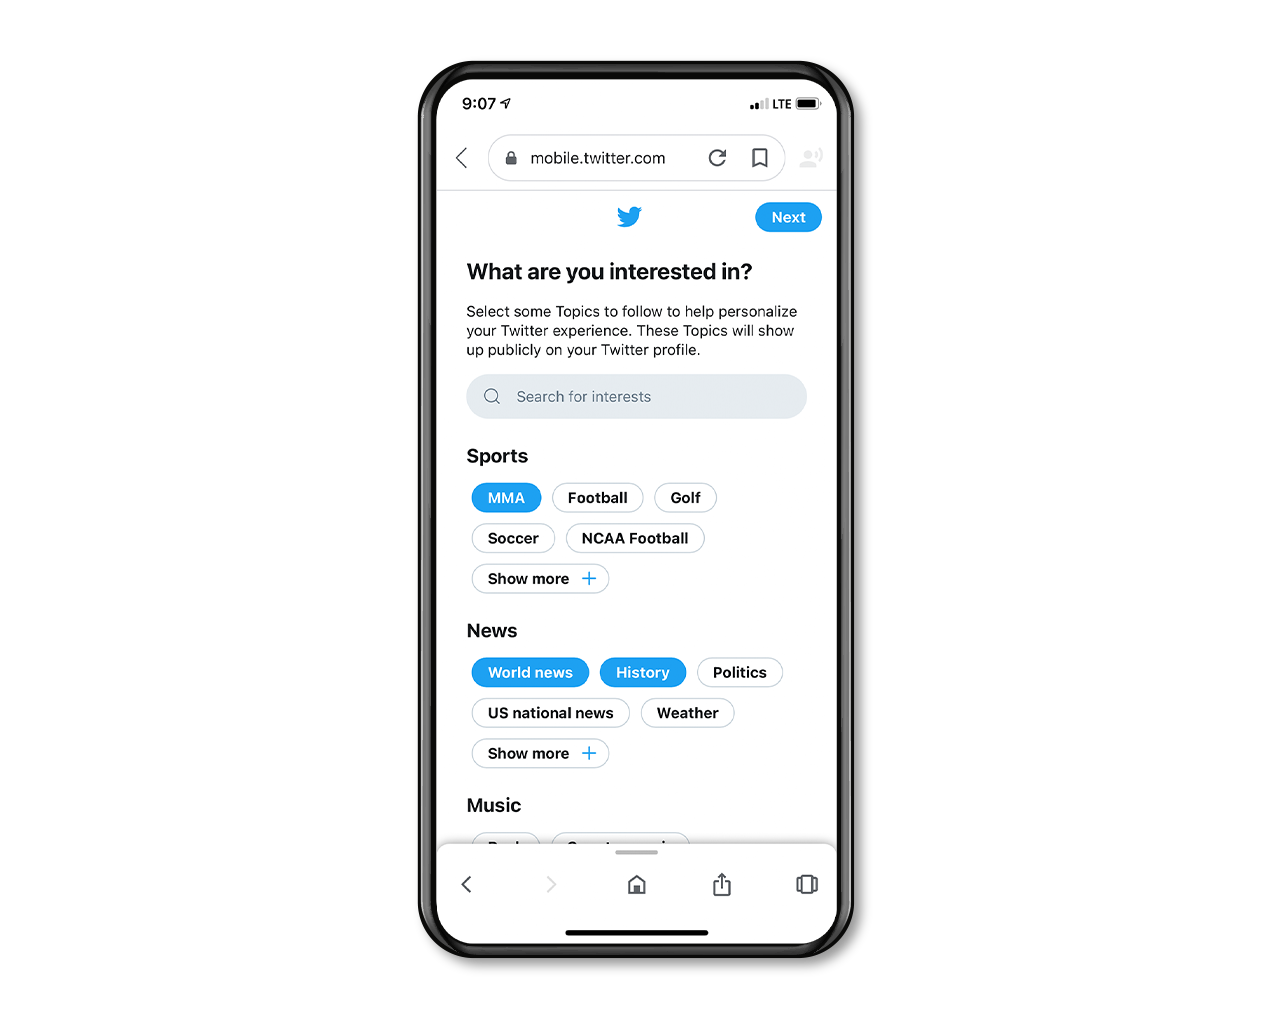 9:07 LTE
mobile.twitter.com
Next
What are you interested in?
Select some Topics to follow to help personalize
your Twitter experience. These Topics will show
up publicly on your Twitter profile.
Search for interests
Sports
MMA Football Golf
Soccer NCAA Football
Show more +
News
World news History Politics
US national news Weather
Show more +
Music